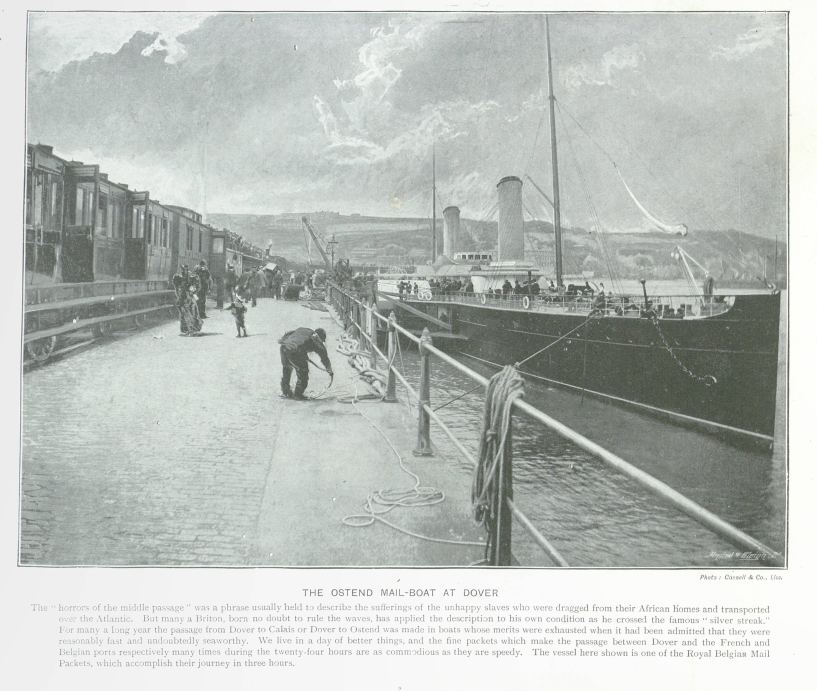 Photo: Cassell & Co., Lim.
THE OSTEND MAIL-BOAT AT DOVER
The "horrors of the middle passage" was a phrase usually held to describe the sufferings of the unhappy slaves who were dragged from their African homes and transported
over the Atlantic. But many a Briton, born no doubt to rule the waves, has applied the description to his own condition as he crossed the famous "silver streak."
For many a long year the passage from Dover to Calais or Dover to Ostend was made in boats whose merits were exhausted when it had been admitted that they were
reasonably fast and undoubtedly seaworthy. We live in a day of better things, and the fine packets which make the passage between Dover and the French and
Belgian ports respectively many times during the twenty-four hours are as commodious as they are speedy. The vessel here shown is one of the Royal Belgian Mail
Packets, which accomplish their journey in three hours.